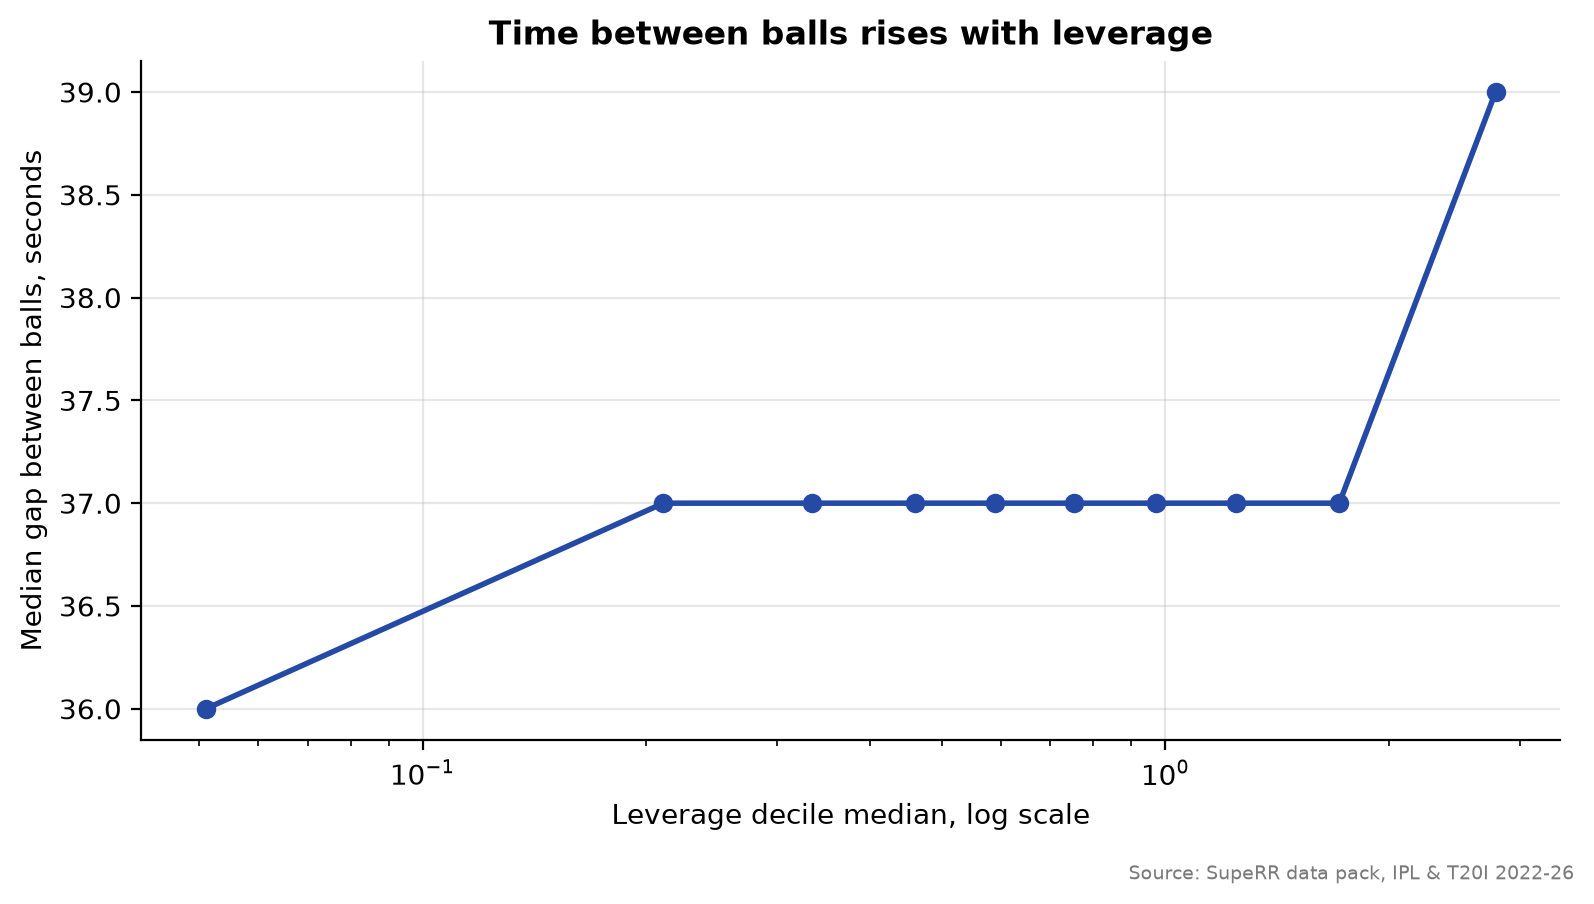 Time between balls rises with leverage
Median gap between balls, seconds
39.0
38.5
38.0
37.5
37.0
36.5
36.0
10⁻¹
10⁰
Leverage decile median, log scale
Source: SupeRR data pack, IPL & T20I 2022-26